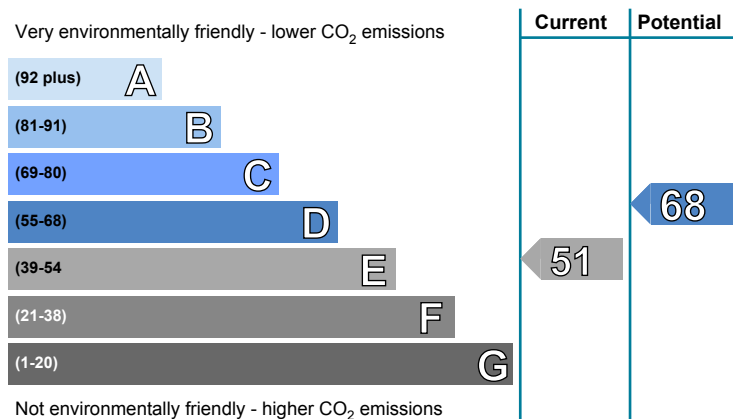 Current Potential
Very environmentally friendly - lower CO2 emissions
(92 plus) A
(81-91) B
(69-80) C
(55-68) D
68
(39-54 E
51
(21-38) F
(1-20) G
Not environmentally friendly - higher CO2 emissions